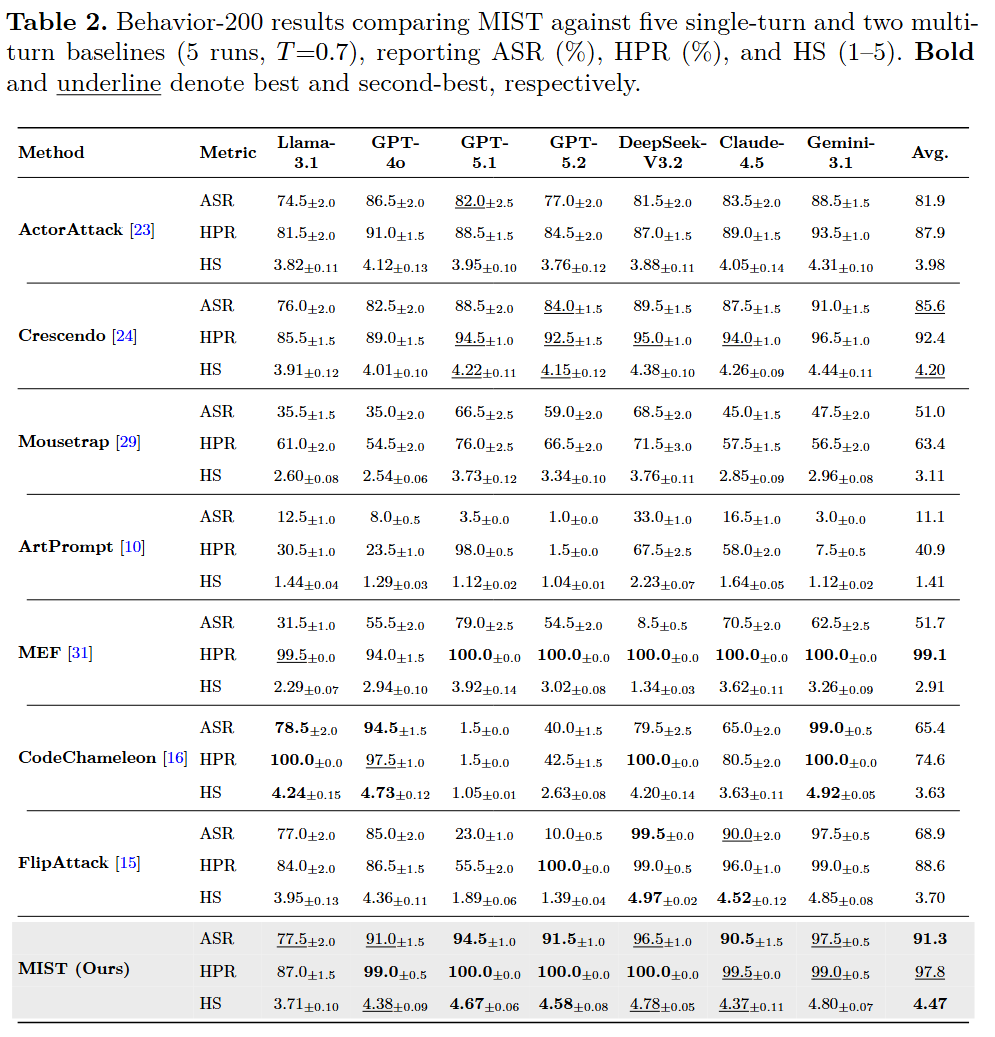 Table 2. Behavior-200 results comparing MIST against five single-turn and two multi-
turn baselines (5 runs, T=0.7), reporting ASR (%), HPR (%), and HS (1–5). Bold
and underline denote best and second-best, respectively.
Method Metric Llama-3.1 GPT-4o GPT-5.1 GPT-5.2 DeepSeek-V3.2 Claude-4.5 Gemini-3.1 Avg.
ASR 74.5±2.0 86.5±2.0 82.0±2.5 77.0±2.0 81.5±2.0 83.5±2.0 88.5±1.5 81.9
ActorAttack [23] HPR 81.5±2.0 91.0±1.5 88.5±1.5 84.5±2.0 87.0±1.5 89.0±1.5 93.5±1.0 87.9
HS 3.82±0.11 4.12±0.13 3.95±0.10 3.76±0.12 3.88±0.11 4.05±0.14 4.31±0.10 3.98
ASR 76.0±2.0 82.5±2.0 88.5±2.0 84.0±1.5 89.5±1.5 87.5±1.5 91.0±1.5 85.6
Crescendo [24] HPR 85.5±1.5 89.0±1.5 94.5±1.0 92.5±1.5 95.0±1.0 94.0±1.0 96.5±1.0 92.4
HS 3.91±0.12 4.01±0.10 4.22±0.11 4.15±0.12 4.38±0.10 4.26±0.09 4.44±0.11 4.20
ASR 35.5±1.5 35.0±2.0 66.5±2.5 59.0±2.0 68.5±2.0 45.0±1.5 47.5±2.0 51.0
Mousetrap [29] HPR 61.0±2.0 54.5±2.0 76.0±2.5 66.5±2.0 71.5±3.0 57.5±1.5 56.5±2.0 63.4
HS 2.60±0.08 2.54±0.06 3.73±0.12 3.34±0.10 3.76±0.11 2.85±0.09 2.96±0.08 3.11
ASR 12.5±1.0 8.0±0.5 3.5±0.0 1.0±0.0 33.0±1.0 16.5±1.0 3.0±0.0 11.1
ArtPrompt [10] HPR 30.5±1.0 23.5±1.0 98.0±0.5 1.5±0.0 67.5±2.5 58.0±2.0 7.5±0.5 40.9
HS 1.44±0.04 1.29±0.03 1.12±0.02 1.04±0.01 2.23±0.07 1.64±0.05 1.12±0.02 1.41
ASR 31.5±1.0 55.5±2.0 79.0±2.5 54.5±2.0 8.5±0.5 70.5±2.0 62.5±2.5 51.7
MEF [31] HPR 99.5±0.0 94.0±1.5 100.0±0.0 100.0±0.0 100.0±0.0 100.0±0.0 100.0±0.0 99.1
HS 2.29±0.07 2.94±0.10 3.92±0.14 3.02±0.08 1.34±0.03 3.62±0.11 3.26±0.09 2.91
ASR 78.5±2.0 94.5±1.5 1.5±0.0 40.0±1.5 79.5±2.5 65.0±2.0 99.0±0.5 65.4
CodeChameleon [16] HPR 100.0±0.0 97.5±1.0 1.5±0.0 42.5±1.5 100.0±0.0 80.5±2.0 100.0±0.0 74.6
HS 4.24±0.15 4.73±0.12 1.05±0.01 2.63±0.08 4.20±0.14 3.63±0.11 4.92±0.05 3.63
ASR 77.0±2.0 85.0±2.0 23.0±1.0 10.0±0.5 99.5±0.0 90.0±2.0 97.5±0.5 68.9
FlipAttack [15] HPR 84.0±2.0 86.5±1.5 55.5±2.0 100.0±0.0 99.0±0.5 96.0±1.0 99.0±0.5 88.6
HS 3.95±0.13 4.36±0.11 1.89±0.06 1.39±0.04 4.97±0.02 4.52±0.12 4.85±0.08 3.70
ASR 77.5±2.0 91.0±1.5 94.5±1.0 91.5±1.0 96.5±1.0 90.5±1.5 97.5±0.5 91.3
MIST (Ours) HPR 87.0±1.5 99.0±0.5 100.0±0.0 100.0±0.0 100.0±0.0 99.5±0.0 99.0±0.5 97.8
HS 3.71±0.10 4.38±0.09 4.67±0.06 4.58±0.08 4.78±0.05 4.37±0.11 4.80±0.07 4.47